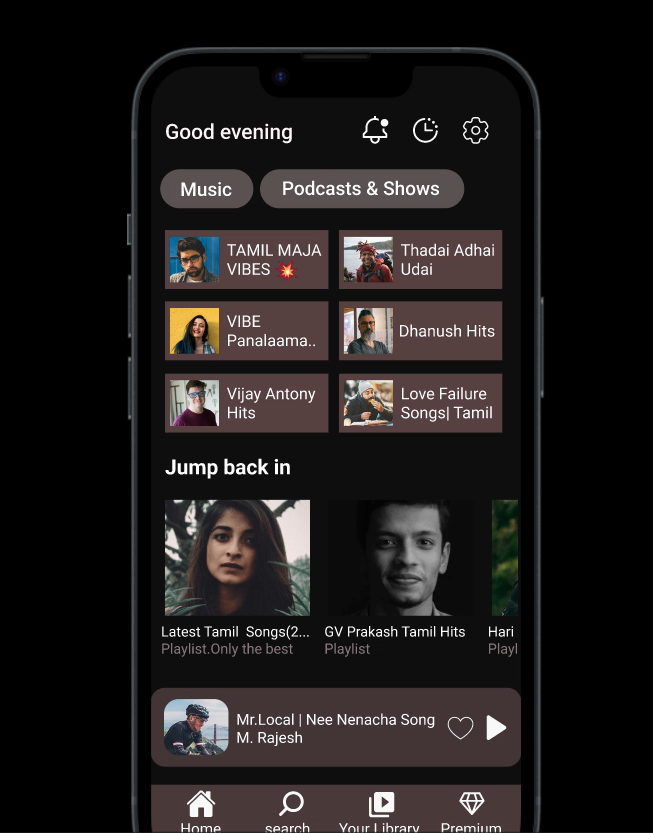 Good evening
Music
Podcasts & Shows
TAMIL MAJA
VIBES 💥
Thadai Adhai
Udai
VIBE
Panalaama..
Dhanush Hits
Vijay Antony
Hits
Love Failure
Songs| Tamil
Jump back in
Latest Tamil Songs(2...
GV Prakash Tamil Hits
Hari
Playlist.Only the best
Playlist
Playl
Mr.Local | Nee Nenacha Song
M. Rajesh
Home
search
Your Library
Premium